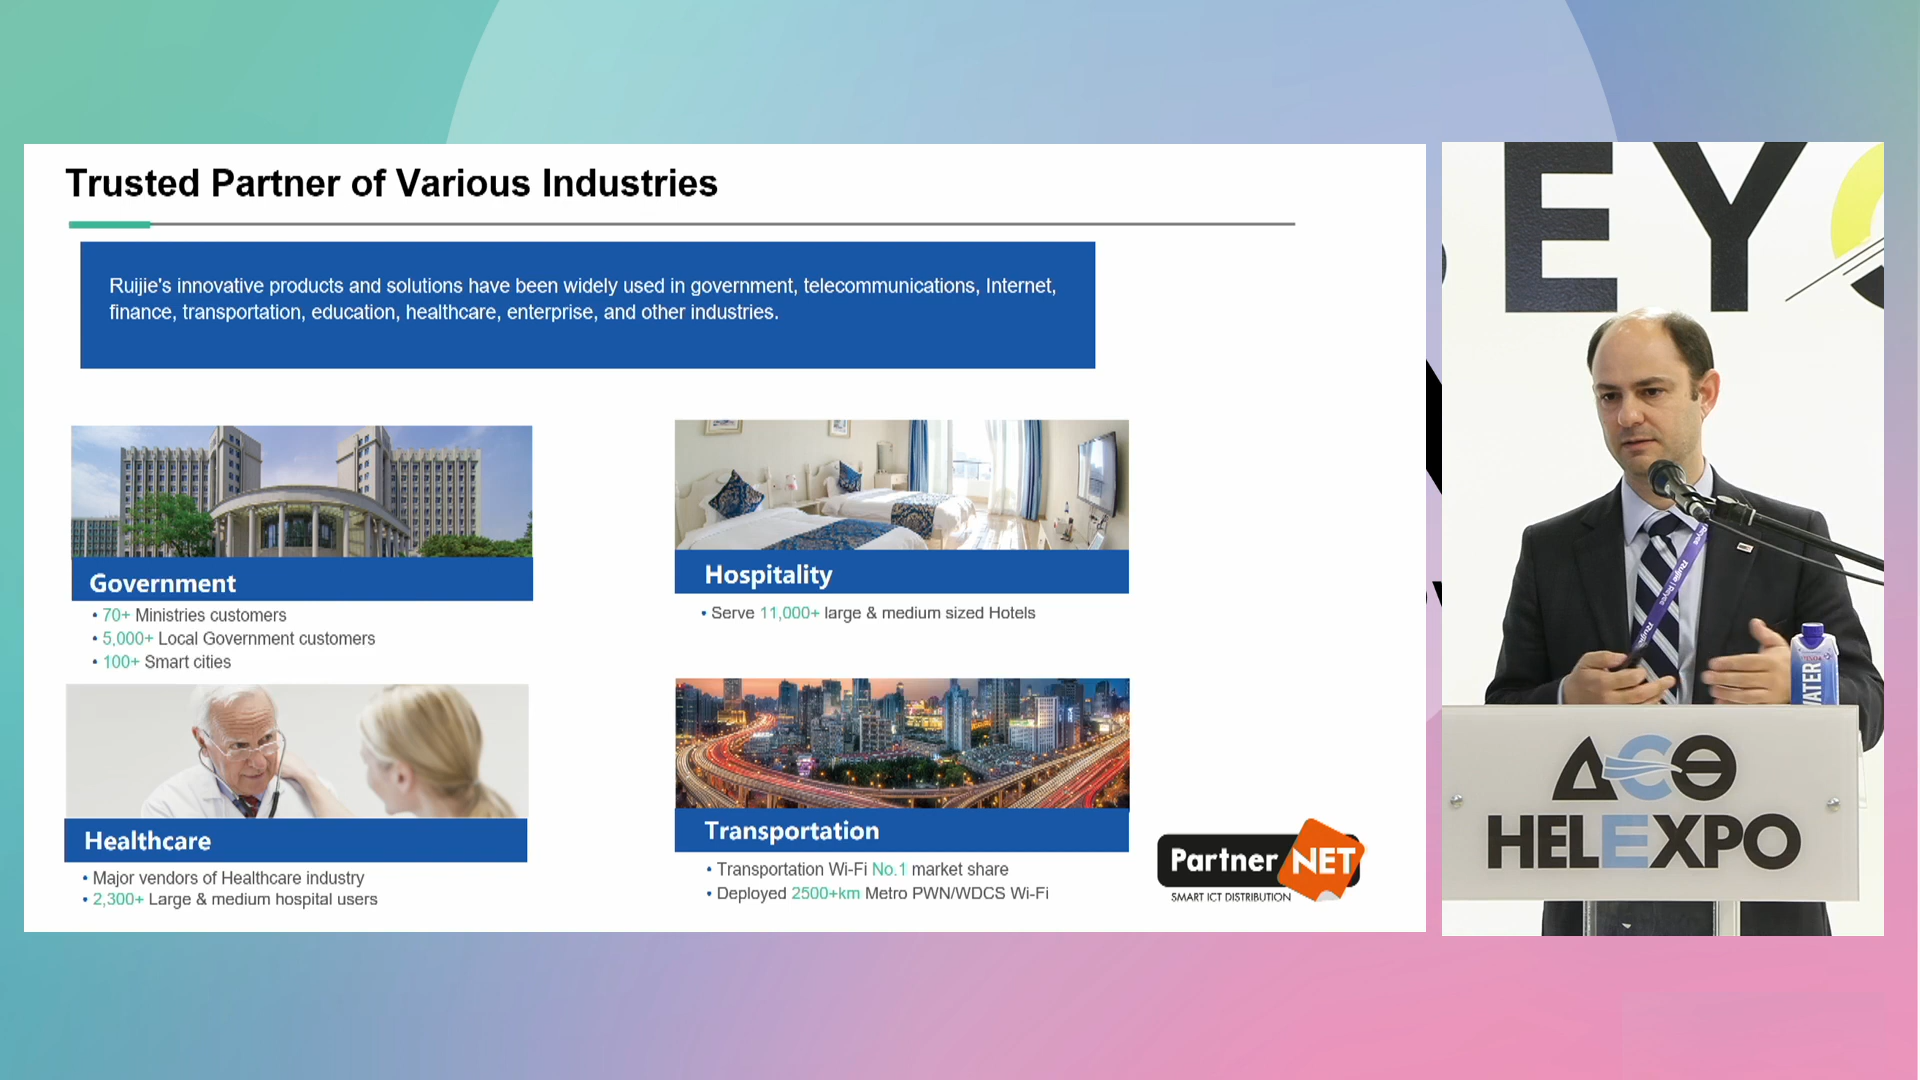 Trusted Partner of Various Industries
Ruijie's innovative products and solutions have been widely used in government, telecommunications, Internet,
finance, transportation, education, healthcare, enterprise, and other industries.
Government
• 70+ Ministries customers
• 5,000+ Local Government customers
• 100+ Smart cities
Hospitality
• Serve 11,000+ large & medium sized Hotels
Healthcare
• Major vendors of Healthcare industry
• 2,300+ Large & medium hospital users
Transportation
• Transportation Wi-Fi No.1 market share
• Deployed 2500+km Metro PWN/WDCS Wi-Fi
Partner NET
SMART ICT DISTRIBUTION
EY
Ruijie | Reyee
WATER
ΔΕΘ
HELEXPO